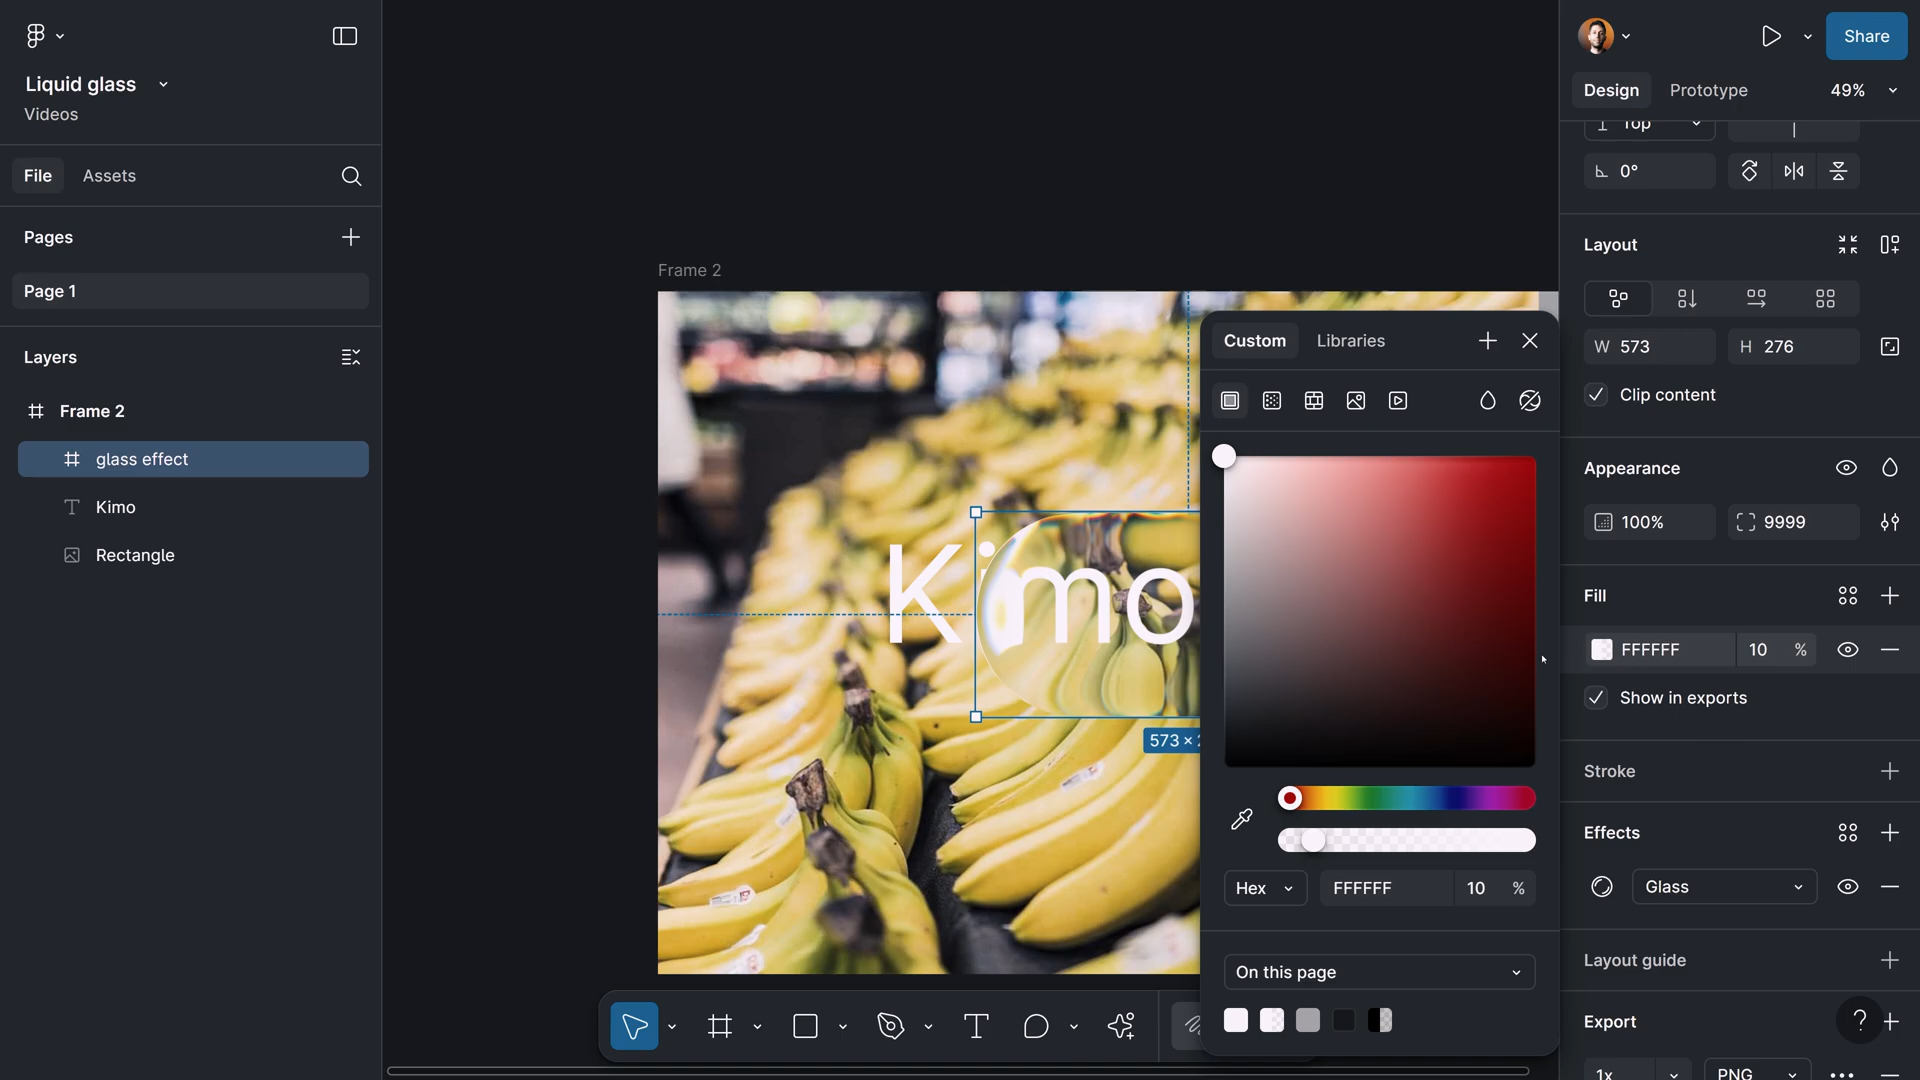 Liquid glass
Videos
File
Assets
Pages
Page 1
Layers
Frame 2
glass effect
Kimo
Rectangle
Frame 2
Kimo
573 ×
Custom
Libraries
Hex
FFFFFF
10
%
On this page
Share
Design
Prototype
49%
Top
0°
Layout
W 573
H 276
Clip content
Appearance
100%
9999
Fill
FFFFFF
10
%
Show in exports
Stroke
Effects
Glass
Layout guide
Export
?
1x
PNG